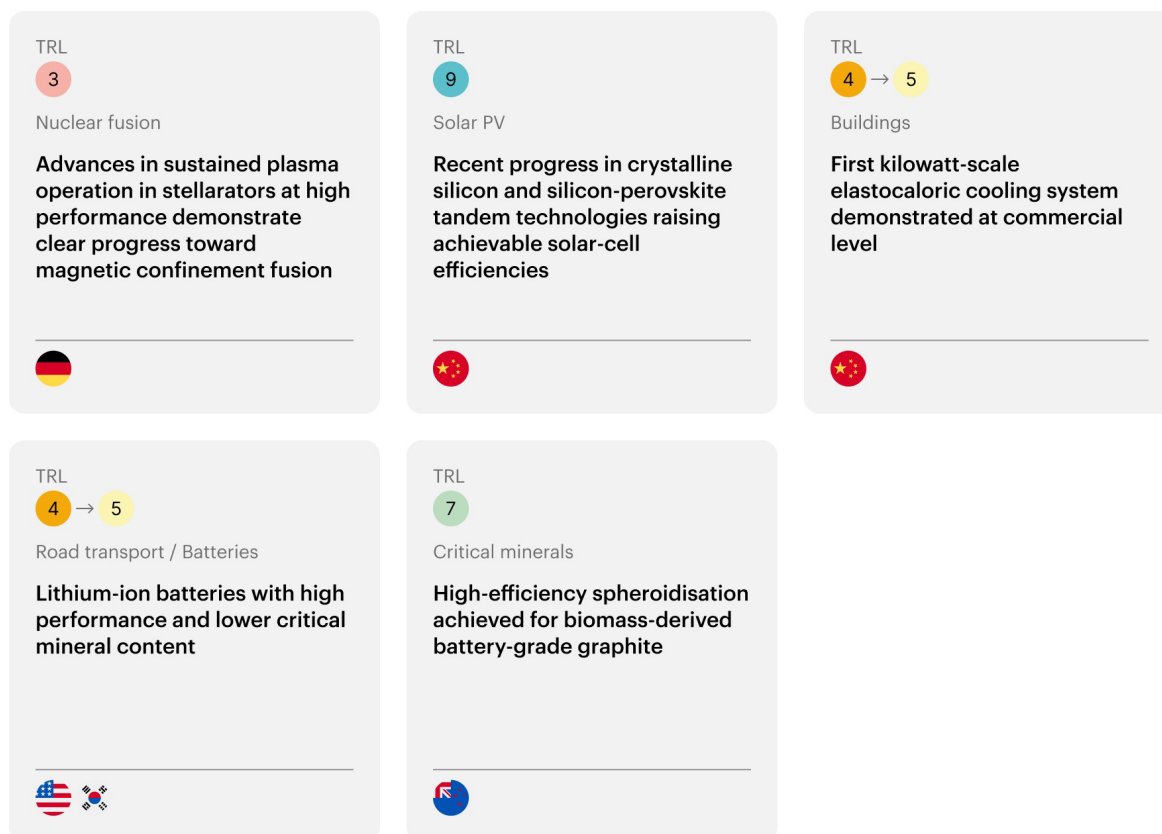 TRL
3
Nuclear fusion
Advances in sustained plasma
operation in stellarators at high
performance demonstrate
clear progress toward
magnetic confinement fusion
TRL
9
Solar PV
Recent progress in crystalline
silicon and silicon-perovskite
tandem technologies raising
achievable solar-cell
efficiencies
TRL
4 → 5
Buildings
First kilowatt-scale
elastocaloric cooling system
demonstrated at commercial
level
TRL
4 → 5
Road transport / Batteries
Lithium-ion batteries with high
performance and lower critical
mineral content
TRL
7
Critical minerals
High-efficiency spheroidisation
achieved for biomass-derived
battery-grade graphite